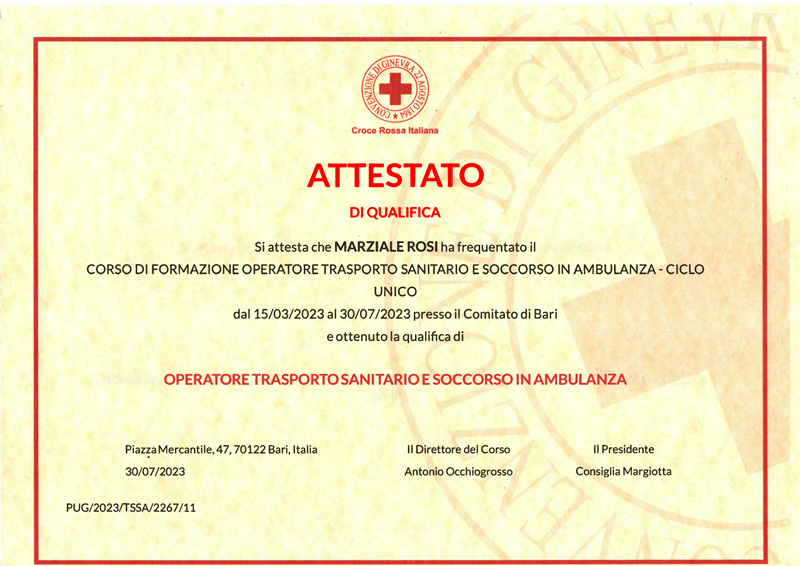 CONVENZIONE DI GINEVRA 22 AGOSTO 1864
Croce Rossa Italiana
ATTESTATO
DI QUALIFICA
Si attesta che MARZIALE ROSI ha frequentato il
CORSO DI FORMAZIONE OPERATORE TRASPORTO SANITARIO E SOCCORSO IN AMBULANZA - CICLO
UNICO
dal 15/03/2023 al 30/07/2023 presso il Comitato di Bari
e ottenuto la qualifica di
OPERATORE TRASPORTO SANITARIO E SOCCORSO IN AMBULANZA
Piazza Mercantile, 47, 70122 Bari, Italia
30/07/2023
Il Direttore del Corso
Antonio Occhiogrosso
Il Presidente
Consiglia Margiotta
PUG/2023/TSSA/2267/11